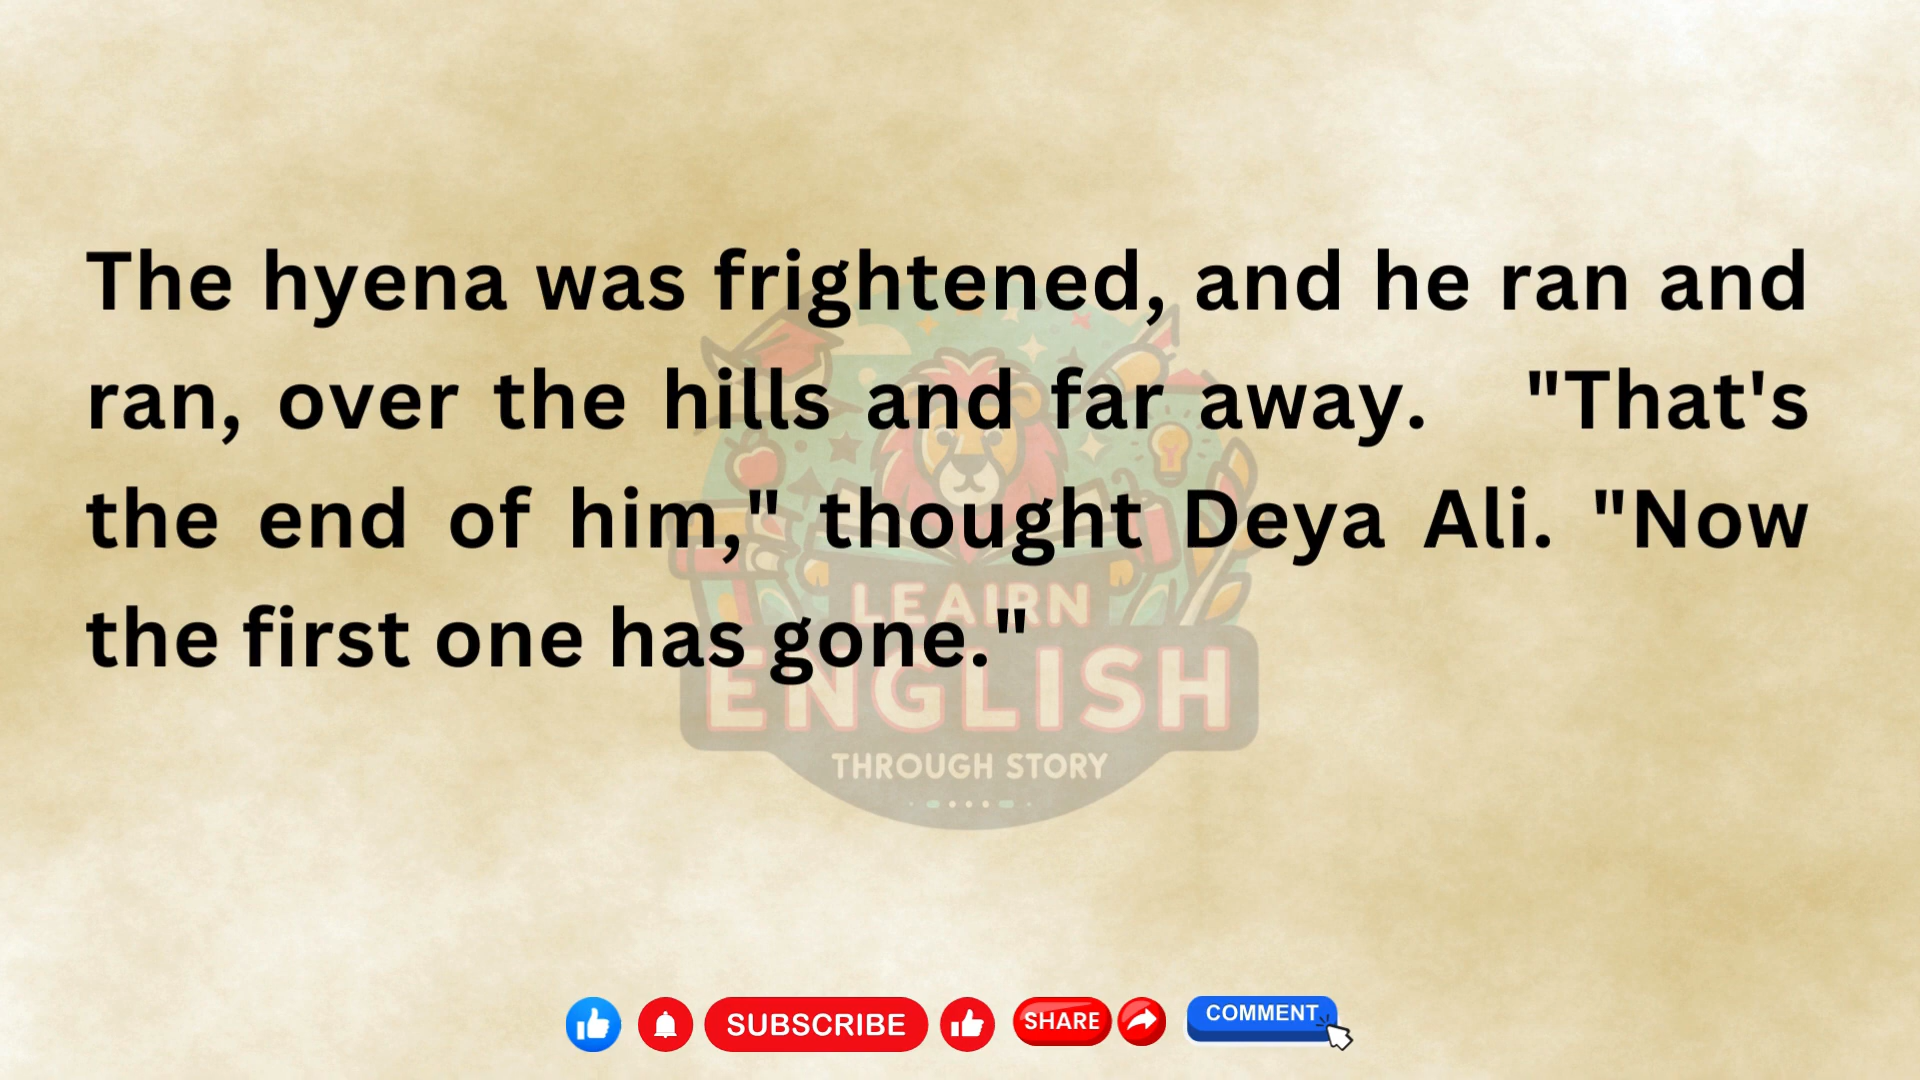 The hyena was frightened, and he ran and
ran, over the hills and far away. "That's
the end of him," thought Deya Ali. "Now
the first one has gone."
LEAIRN
ENGLISH
THROUGH STORY
SUBSCRIBE
SHARE
COMMENT